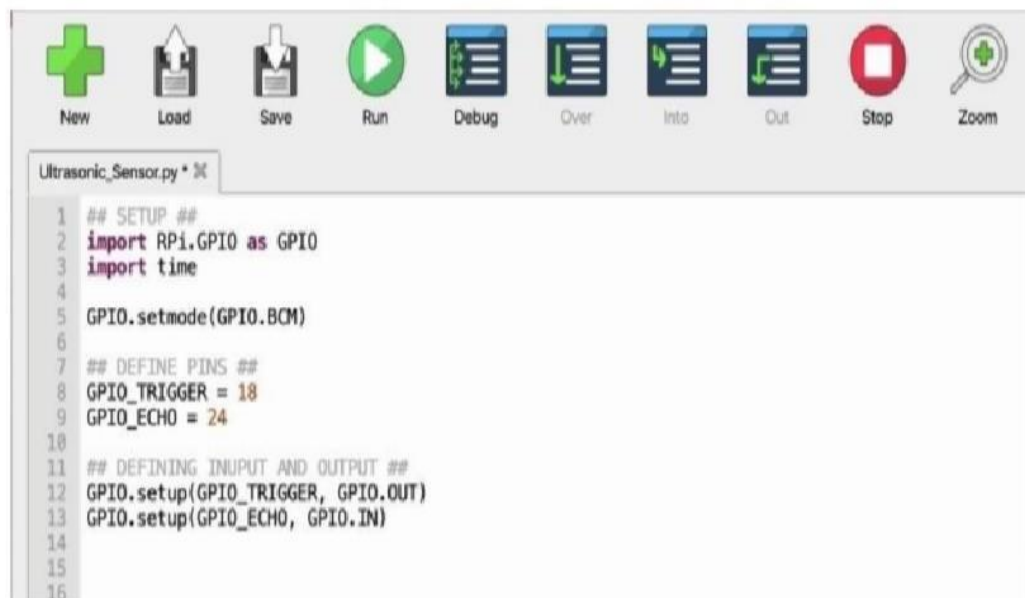 New Load Save Run Debug Over Into Out Stop Zoom
Ultrasonic_Sensor.py *
1 ## SETUP ##
2 import RPi.GPIO as GPIO
3 import time
4
5 GPIO.setmode(GPIO.BCM)
6
7 ## DEFINE PINS ##
8 GPIO_TRIGGER = 18
9 GPIO_ECHO = 24
10
11 ## DEFINING INUPUT AND OUTPUT ##
12 GPIO.setup(GPIO_TRIGGER, GPIO.OUT)
13 GPIO.setup(GPIO_ECHO, GPIO.IN)
14
15
16